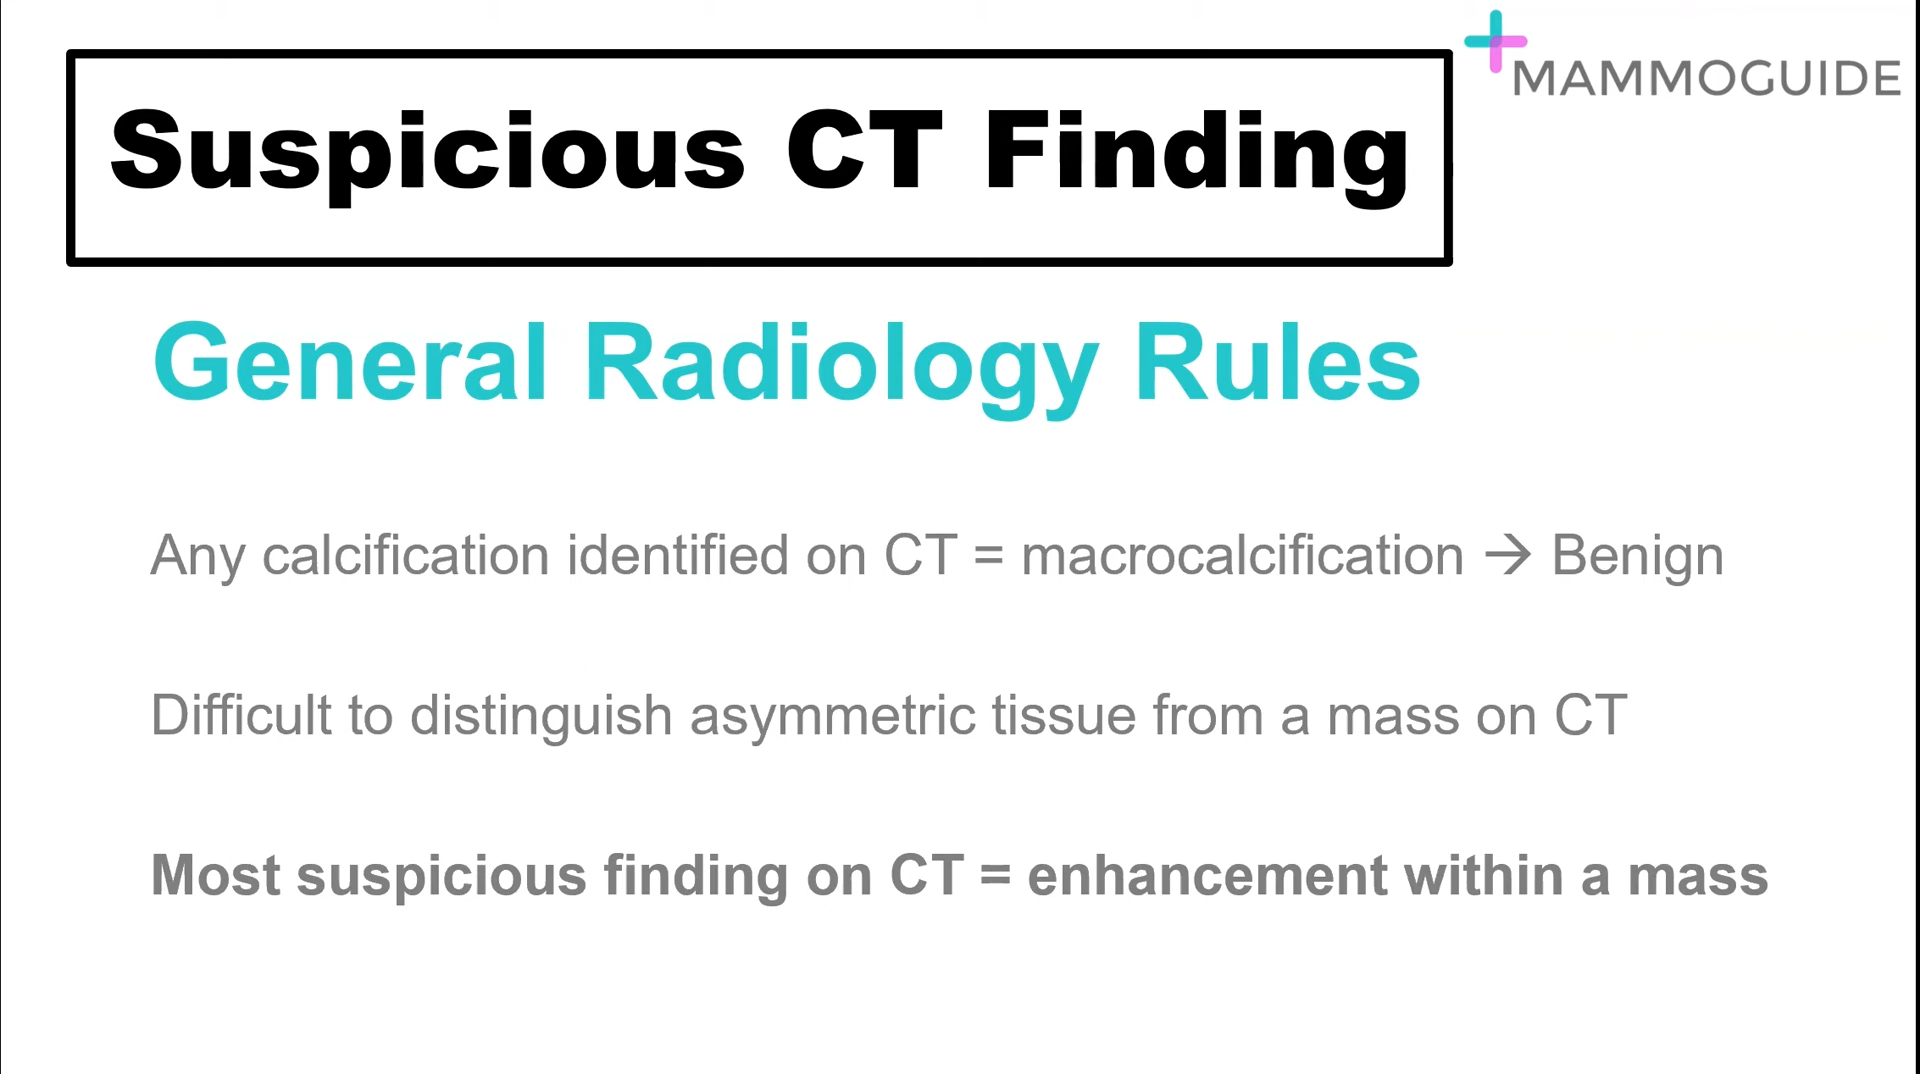 MAMMOGUIDE
Suspicious CT Finding
General Radiology Rules
Any calcification identified on CT = macrocalcification → Benign
Difficult to distinguish asymmetric tissue from a mass on CT
Most suspicious finding on CT = enhancement within a mass